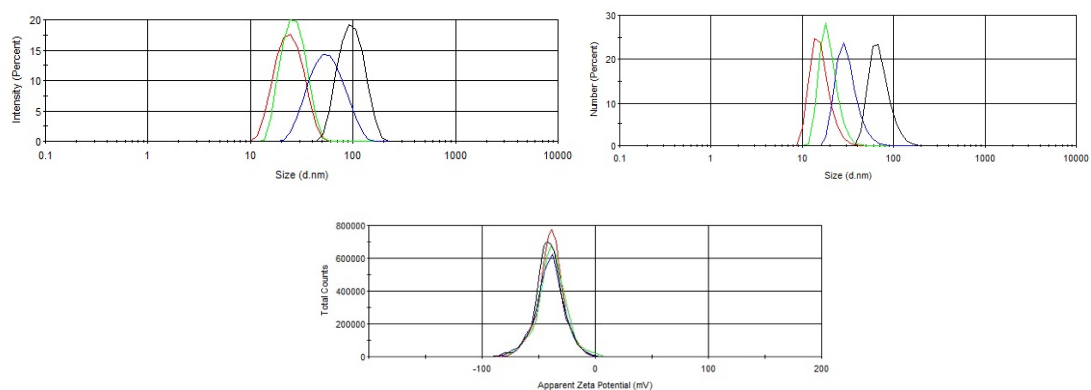 Intensity (Percent)
20
15
10
5
0
0.1 1 10 100 1000 10000
Size (d.nm)
Number (Percent)
30
20
10
0
0.1 1 10 100 1000 10000
Size (d.nm)
Total Counts
800000
600000
400000
200000
0
-100 0 100 200
Apparent Zeta Potential (mV)